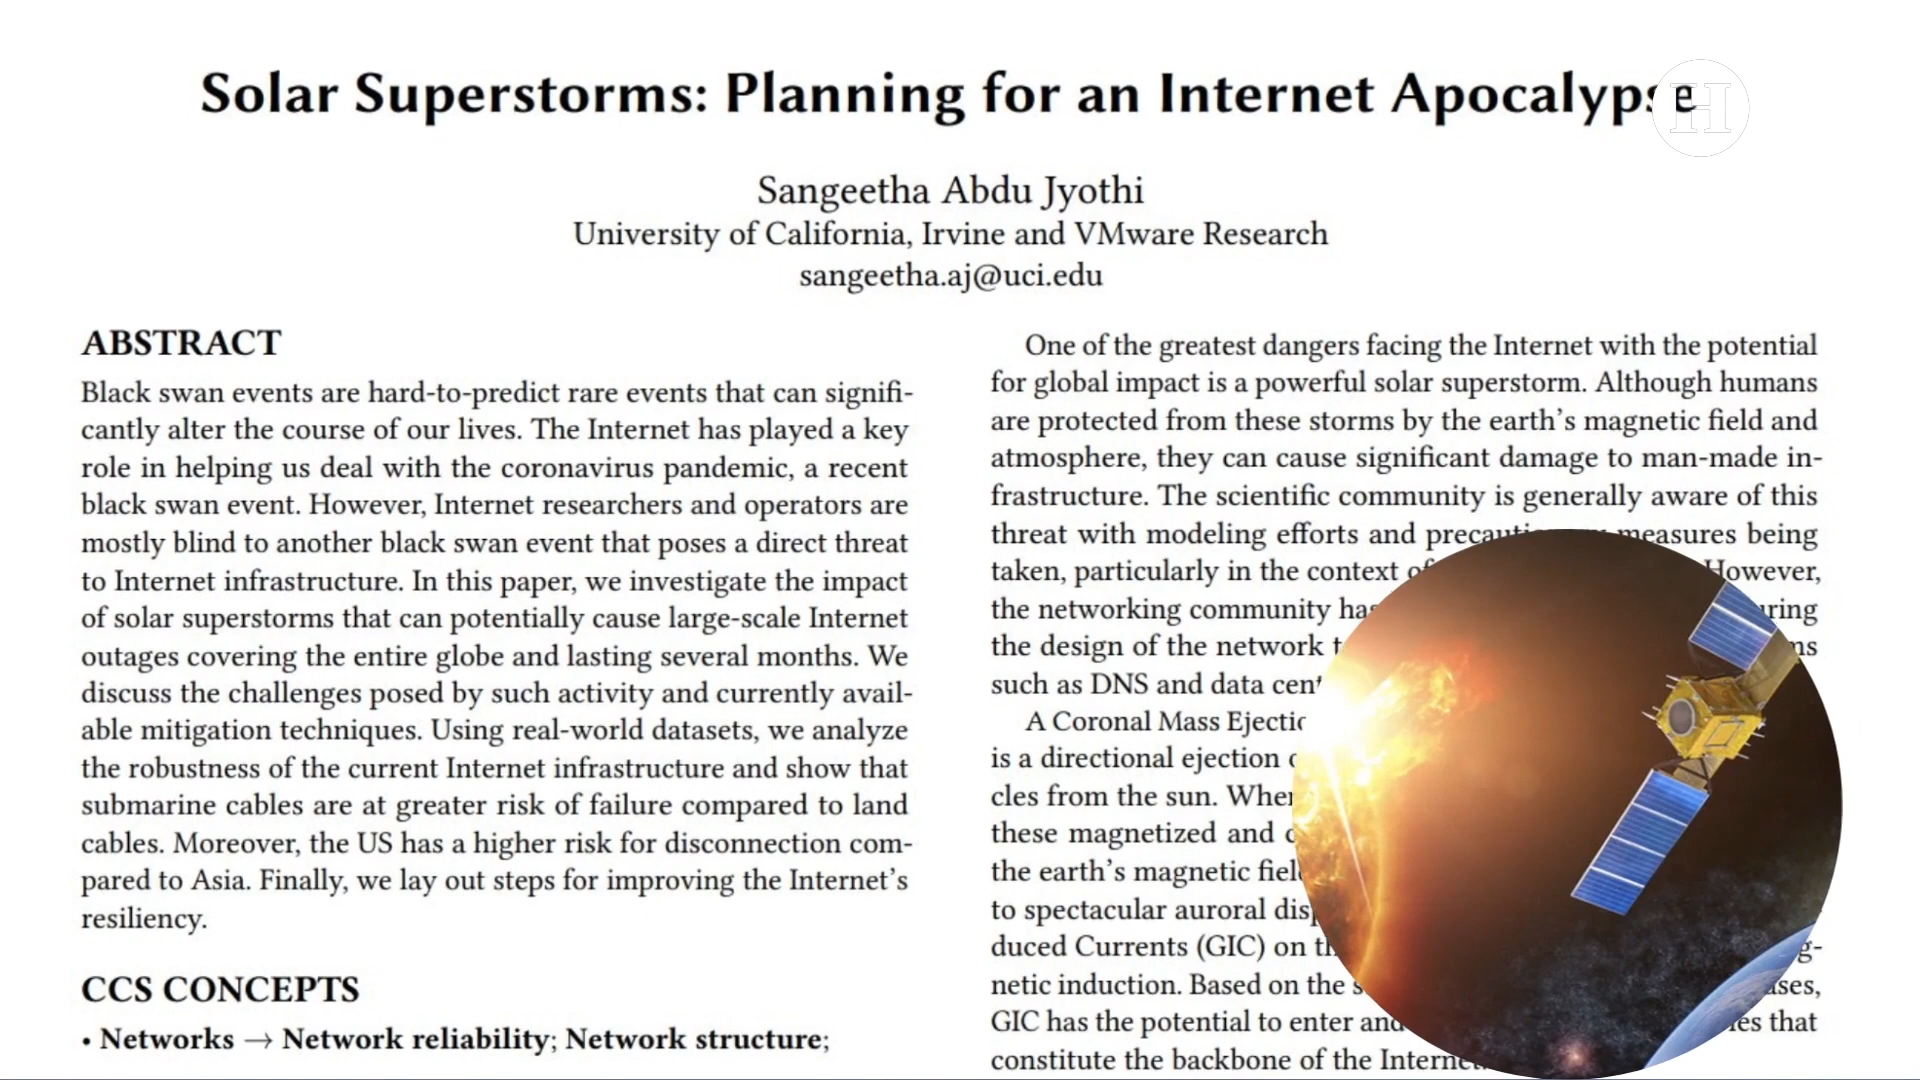 Solar Superstorms: Planning for an Internet Apocalypse
H
Sangeetha Abdu Jyothi
University of California, Irvine and VMware Research
sangeetha.aj@uci.edu
ABSTRACT
Black swan events are hard-to-predict rare events that can signifi-
cantly alter the course of our lives. The Internet has played a key
role in helping us deal with the coronavirus pandemic, a recent
black swan event. However, Internet researchers and operators are
mostly blind to another black swan event that poses a direct threat
to Internet infrastructure. In this paper, we investigate the impact
of solar superstorms that can potentially cause large-scale Internet
outages covering the entire globe and lasting several months. We
discuss the challenges posed by such activity and currently avail-
able mitigation techniques. Using real-world datasets, we analyze
the robustness of the current Internet infrastructure and show that
submarine cables are at greater risk of failure compared to land
cables. Moreover, the US has a higher risk for disconnection com-
pared to Asia. Finally, we lay out steps for improving the Internet's
resiliency.
CCS CONCEPTS
• Networks → Network reliability; Network structure;
One of the greatest dangers facing the Internet with the potential
for global impact is a powerful solar superstorm. Although humans
are protected from these storms by the earth's magnetic field and
atmosphere, they can cause significant damage to man-made in-
frastructure. The scientific community is generally aware of this
threat with modeling efforts and measures being
taken, particularly in the context However,
the networking community
the design of the network
such as DNS and data
A Coronal Mass
is a directional ejection
cles from the sun.
these magnetized and
the earth's magnetic
to spectacular auroral
duced Currents (GIC) on
netic induction. Based on the
GIC has the potential to enter and that
constitute the backbone of the